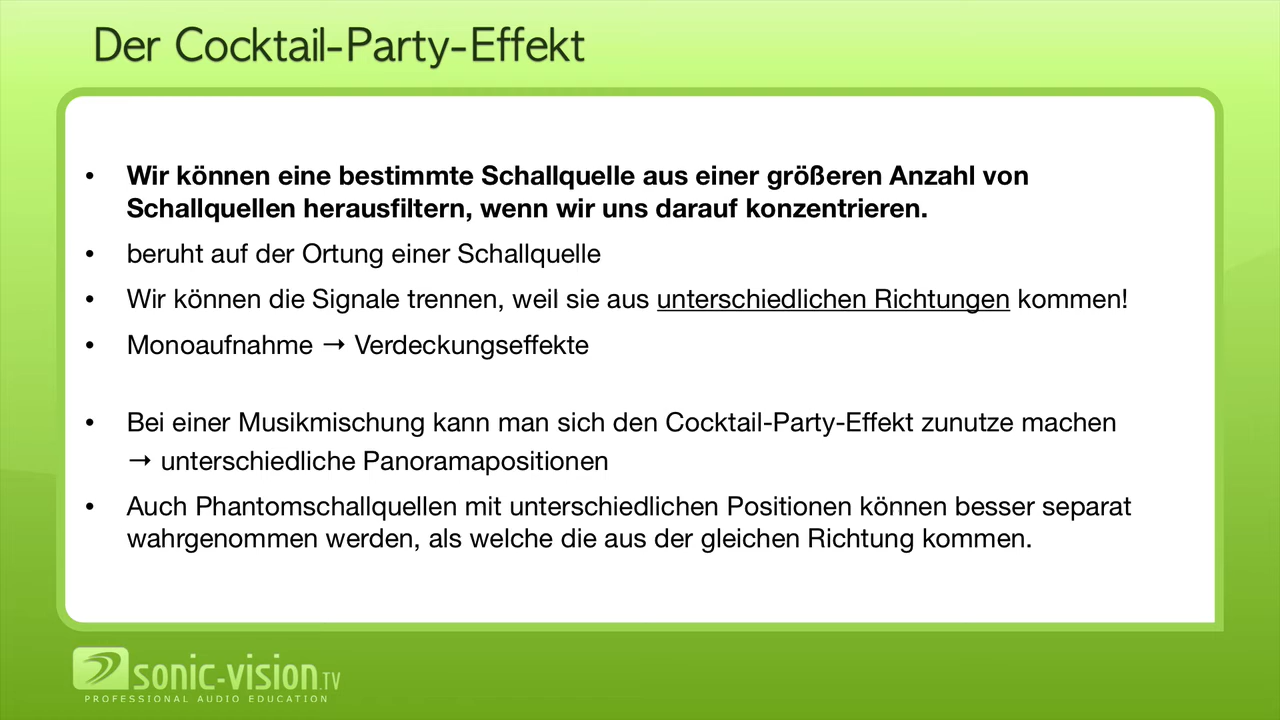 Der Cocktail-Party-Effekt
• Wir können eine bestimmte Schallquelle aus einer größeren Anzahl von
Schallquellen herausfiltern, wenn wir uns darauf konzentrieren.
• beruht auf der Ortung einer Schallquelle
• Wir können die Signale trennen, weil sie aus unterschiedlichen Richtungen kommen!
• Monoaufnahme → Verdeckungseffekte
• Bei einer Musikmischung kann man sich den Cocktail-Party-Effekt zunutze machen
→ unterschiedliche Panoramapositionen
• Auch Phantomschallquellen mit unterschiedlichen Positionen können besser separat
wahrgenommen werden, als welche die aus der gleichen Richtung kommen.
sonic-vision.TV
PROFESSIONAL AUDIO EDUCATION